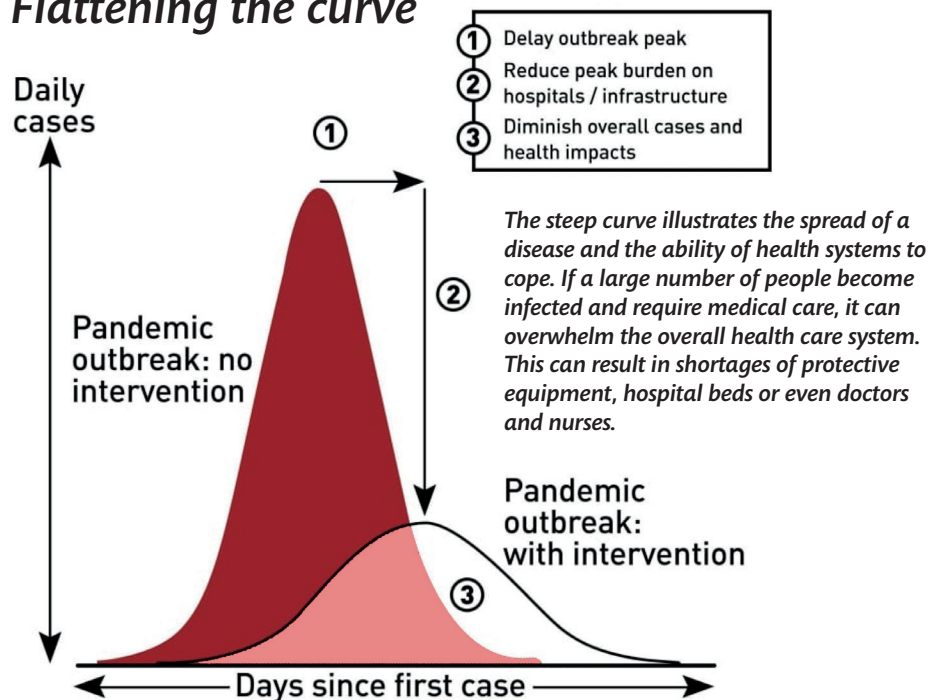 Flattening the curve
① Delay outbreak peak
② Reduce peak burden on
hospitals / infrastructure
③ Diminish overall cases and
health impacts
Daily
cases
①
The steep curve illustrates the spread of a
disease and the ability of health systems to
cope. If a large number of people become
infected and require medical care, it can
overwhelm the overall health care system.
This can result in shortages of protective
equipment, hospital beds or even doctors
and nurses.
②
Pandemic
outbreak: no
intervention
Pandemic
outbreak:
with intervention
③
Days since first case